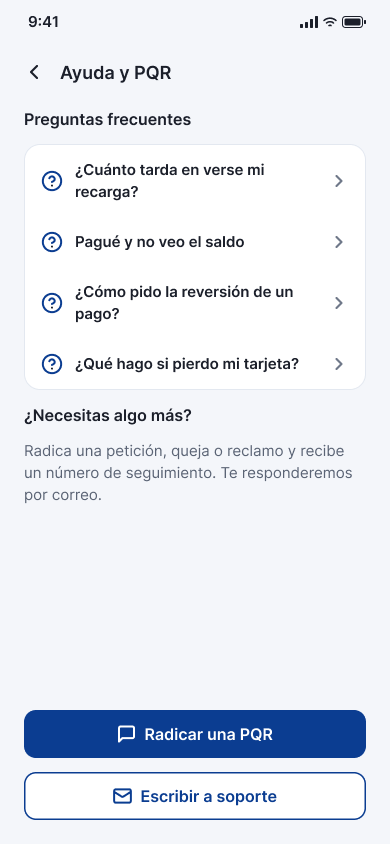 9:41
Ayuda y PQR
Preguntas frecuentes
¿Cuánto tarda en verse mi
recarga?
Pagué y no veo el saldo
¿Cómo pido la reversión de un
pago?
¿Qué hago si pierdo mi tarjeta?
¿Necesitas algo más?
Radica una petición, queja o reclamo y recibe
un número de seguimiento. Te responderemos
por correo.
Radicar una PQR
Escribir a soporte